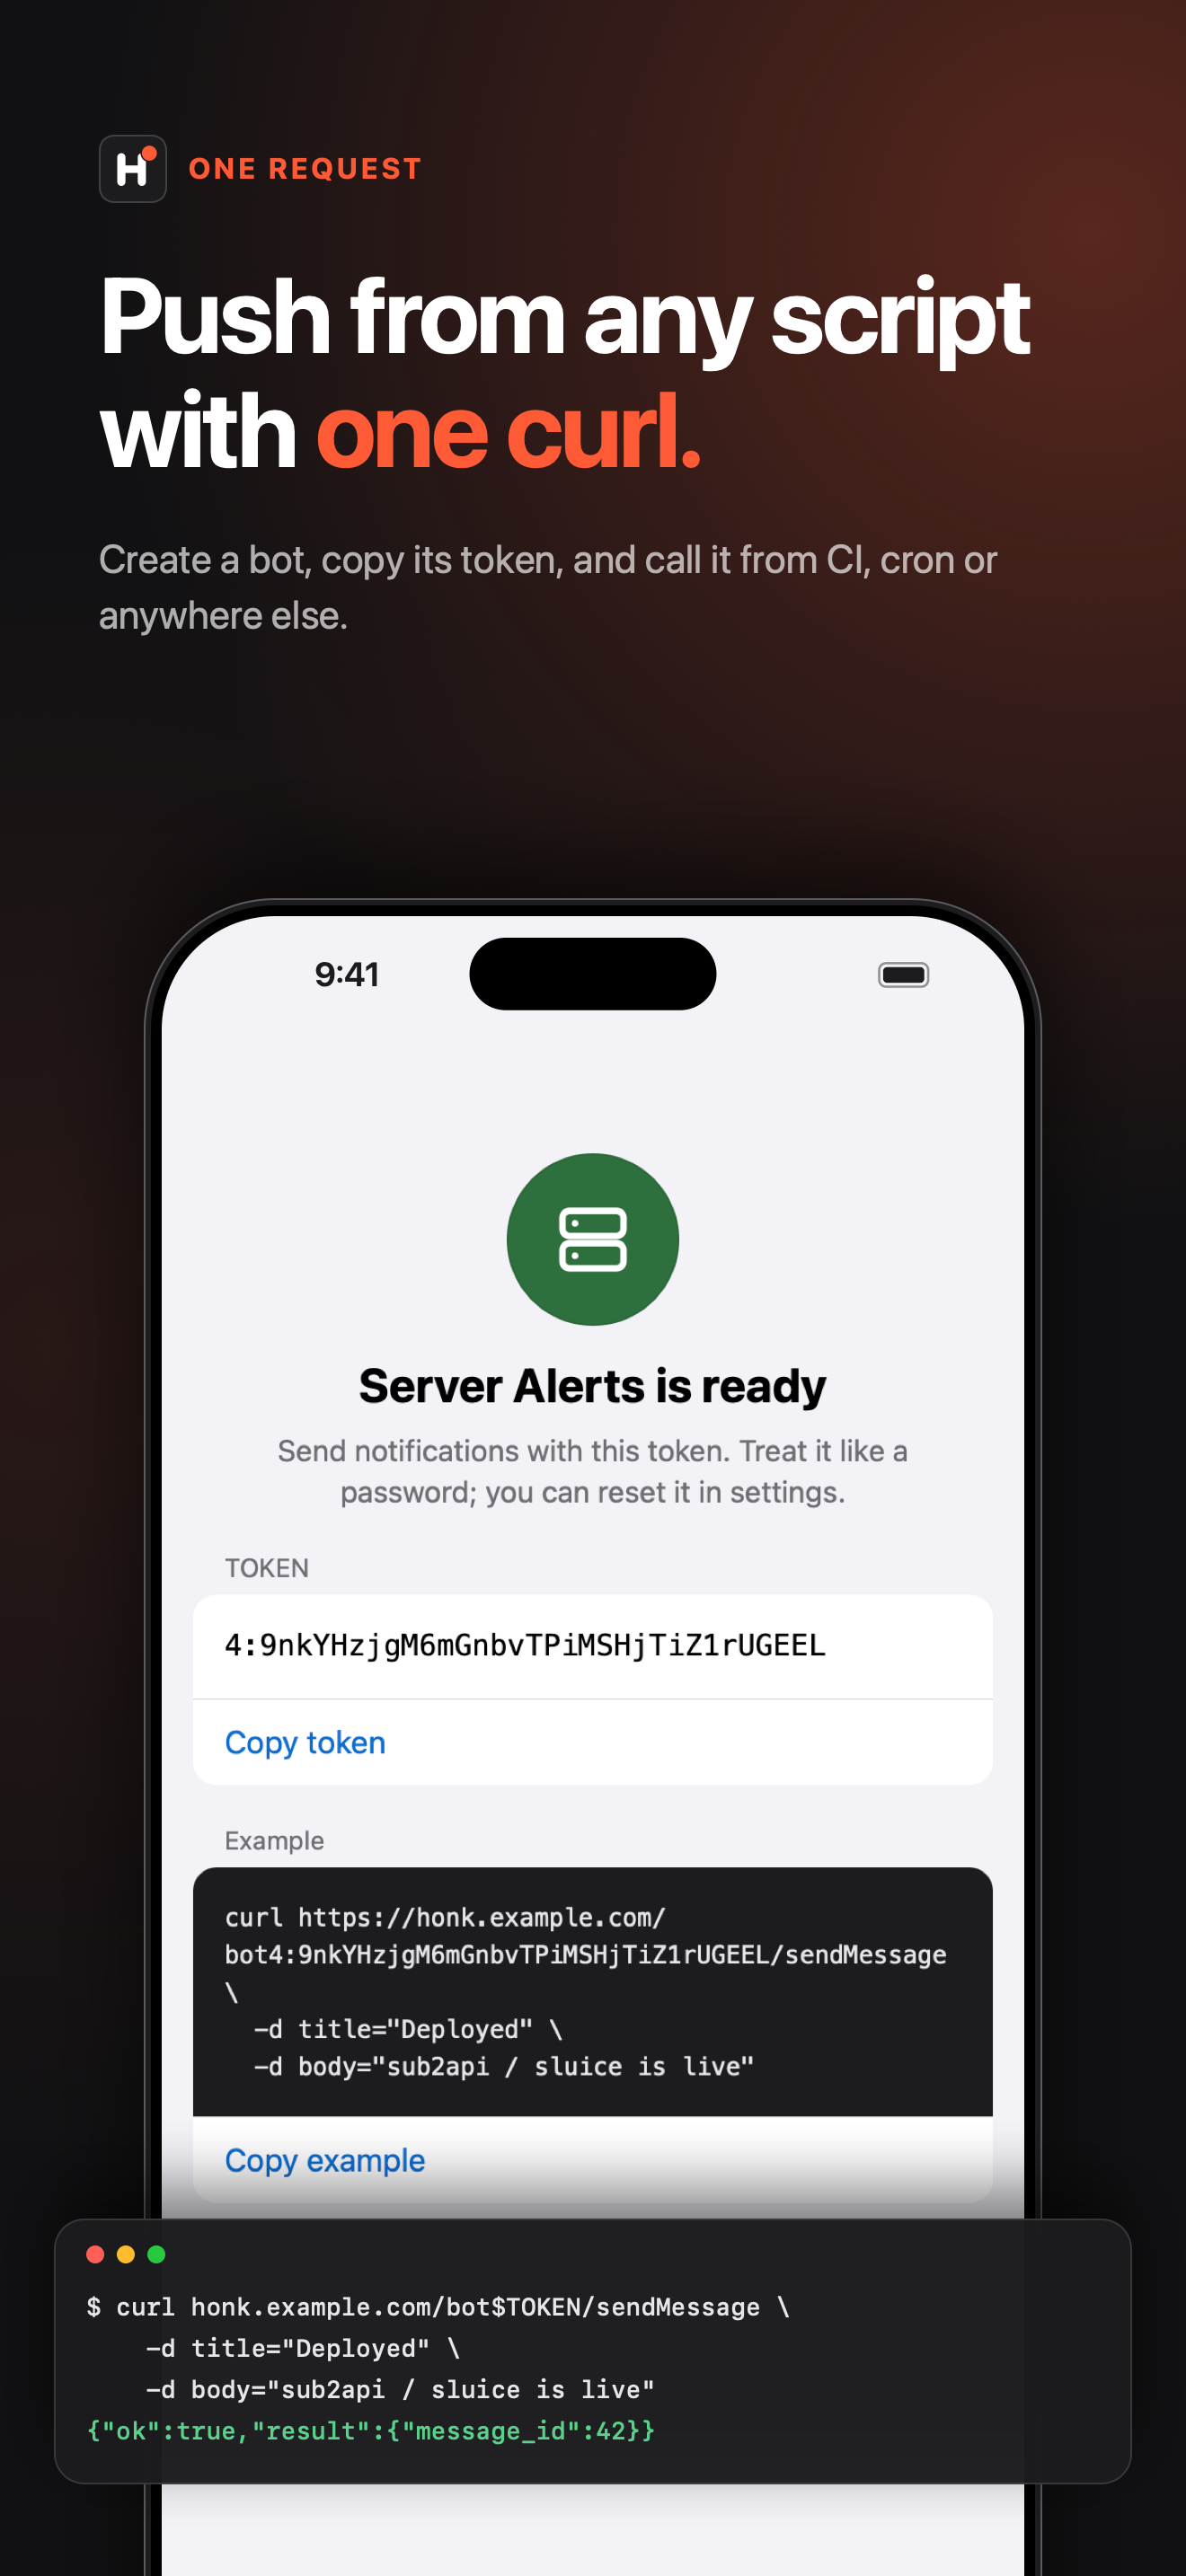 H
ONE REQUEST
Push from any script
with one curl.
Create a bot, copy its token, and call it from CI, cron or
anywhere else.
9:41
Server Alerts is ready
Send notifications with this token. Treat it like a
password; you can reset it in settings.
TOKEN
4:9nkYHzjgM6mGnbvTPiMSHjTiZ1rUGEEL
Copy token
Example
curl https://honk.example.com/
bot4:9nkYHzjgM6mGnbvTPiMSHjTiZ1rUGEEL/sendMessage
\
  -d title="Deployed" \
  -d body="sub2api / sluice is live"
Copy example
$ curl honk.example.com/bot$TOKEN/sendMessage \
    -d title="Deployed" \
    -d body="sub2api / sluice is live"
{"ok":true,"result":{"message_id":42}}